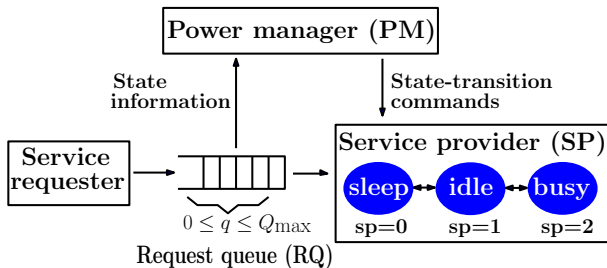 Power manager (PM)
State
information
State-transition
commands
Service
requester
Service provider (SP)
sleep
idle
busy
sp=0
sp=1
sp=2
0 ≤ q ≤ Qmax
Request queue (RQ)